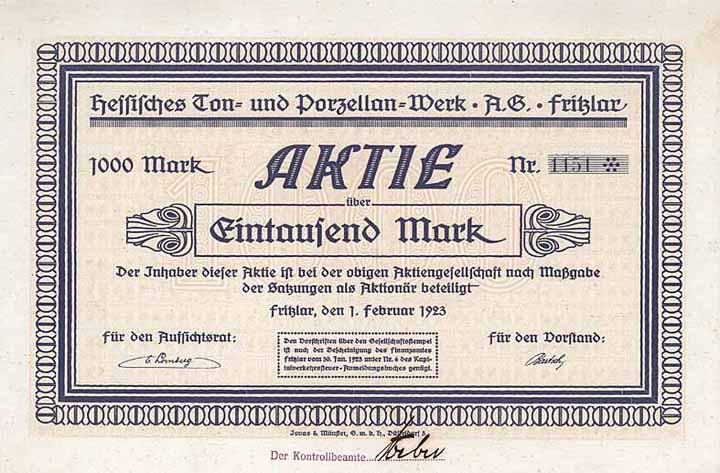 Hessisches Ton- und Porzellan-Werk · A.G. · Fritzlar
1000 Mark AKTIE Nr. 1151 ※
über
Eintausend Mark
Der Inhaber dieser Aktie ist bei der obigen Aktiengesellschaft nach Maßgabe
der Satzungen als Aktionär beteiligt
Fritzlar, den 1. Februar 1923
für den Aufsichtsrat:
Den Vorschriften über den Gesellschaftsstempel
ist nach der Bescheinigung des Finanzamtes
Fritzlar vom 30. Jan. 1923 unter Nr. 6 des Kapi-
talverkehrssteuer-Anmeldungsbuches genügt.
für den Vorstand:
Jonas & Münster, G. m. b. H., Düsseldorf
Der Kontrollbeamte